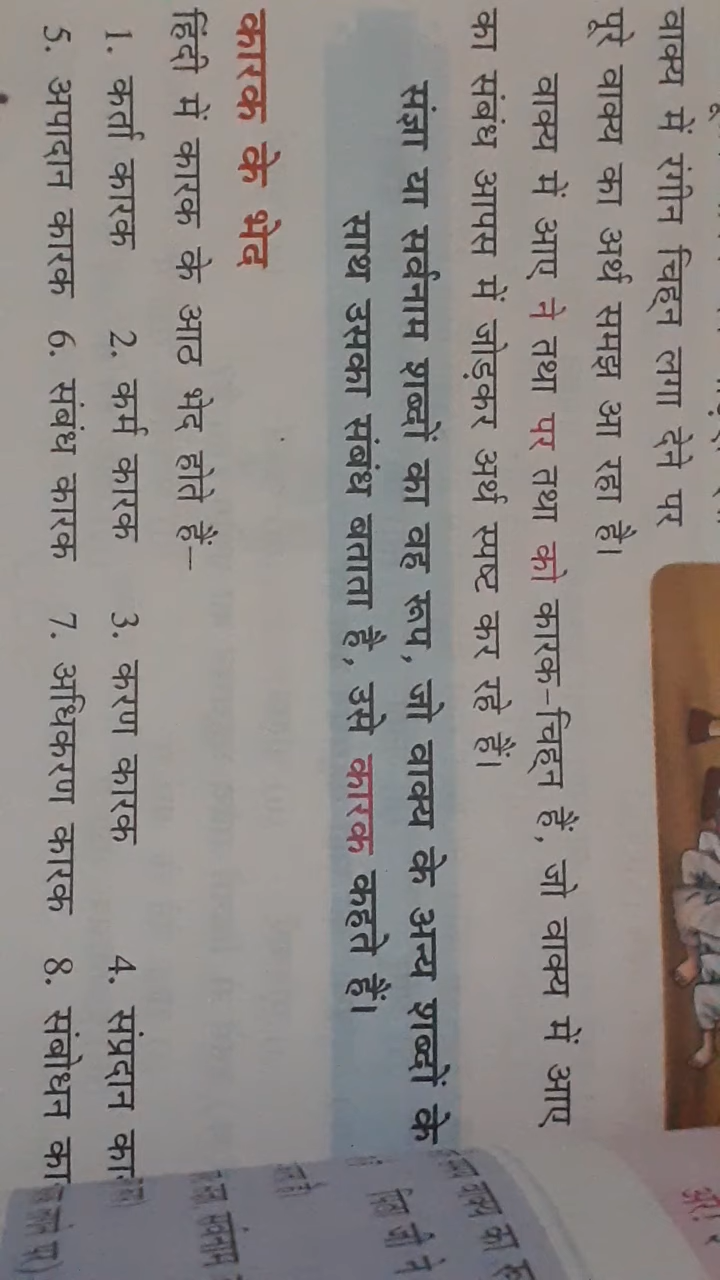 वाक्य में रंगीन चिह्न लगा देने पर
पूरे वाक्य का अर्थ समझ आ रहा है।
वाक्य में आए ने तथा पर तथा को कारक-चिह्न हैं, जो वाक्य में आए
का संबंध आपस में जोड़कर अर्थ स्पष्ट कर रहे हैं।
संज्ञा या सर्वनाम शब्दों का वह रूप, जो वाक्य के अन्य शब्दों के
साथ उसका संबंध बताता है, उसे कारक कहते हैं।
कारक के भेद
हिंदी में कारक के आठ भेद होते हैं–
1. कर्ता कारक 2. कर्म कारक 3. करण कारक 4. संप्रदान का
5. अपादान कारक 6. संबंध कारक 7. अधिकरण कारक 8. संबोधन का
वाक्य का
जी ने